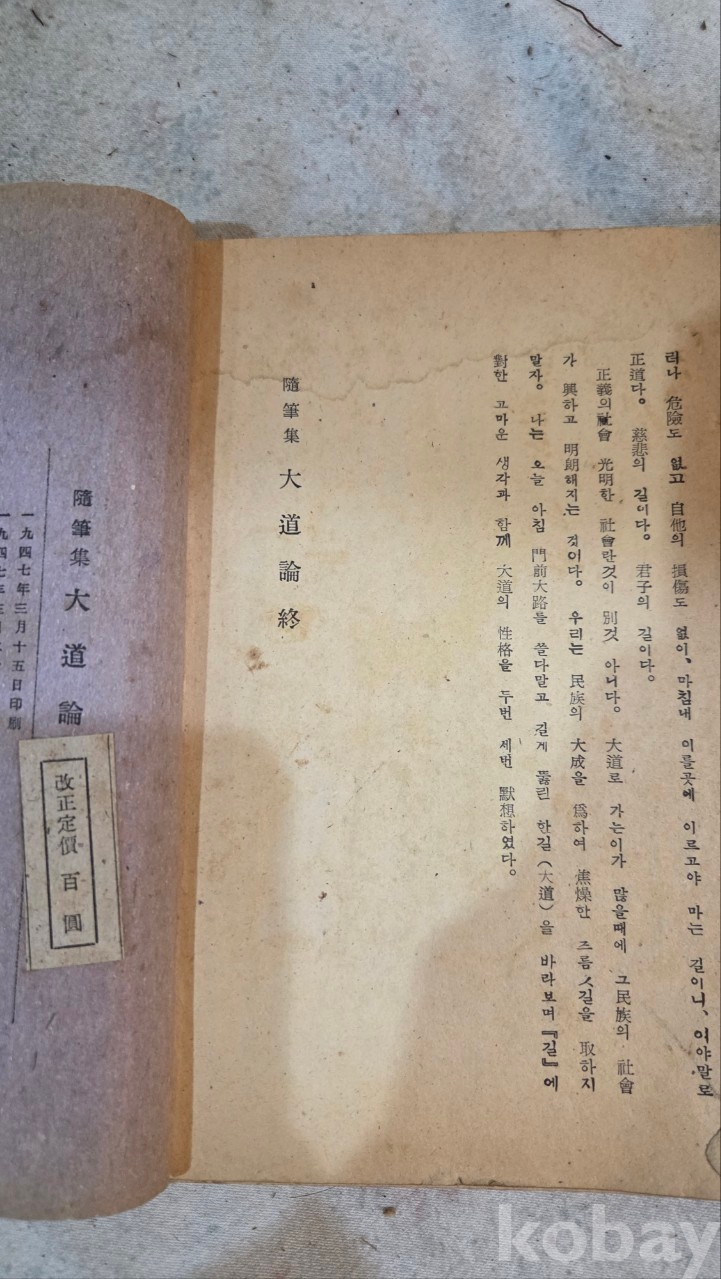 리나 危險도 없고 自他의 損傷도 없이、마침내 이를곳에 이르고야 마는 길이니、이야말로
正道다。慈悲의 길이다。君子의 길이다。
正義의社會 光明한 社會란것이 別것 아니다。大道로 가는이가 많을때에 그民族의 社會
가 興하고 明朗해지는 것이다。우리는 民族의 大成을 爲하여 焦燥한 즈름ㅅ길을 取하지
말자。나는 오늘 아침 門前大路를 쓸다말고 길게 뚫린 한길(大道)을 바라보며『길』에
對한 고마운 생각과 함께 大道의 性格을 두번 세번 默想하였다。
隨筆集 大道論 終
隨筆集 大道論
一九四七年三月十五日印刷
一九四七年三月
改正定價 百圓
kobay